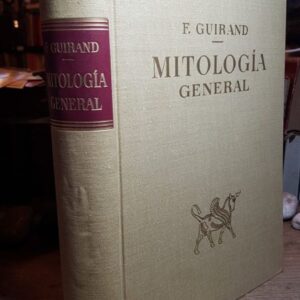 F. GUIRAND
MITOLOGÍA
GENERAL
F. GUIRAND
MITOLOGÍA
GENERAL